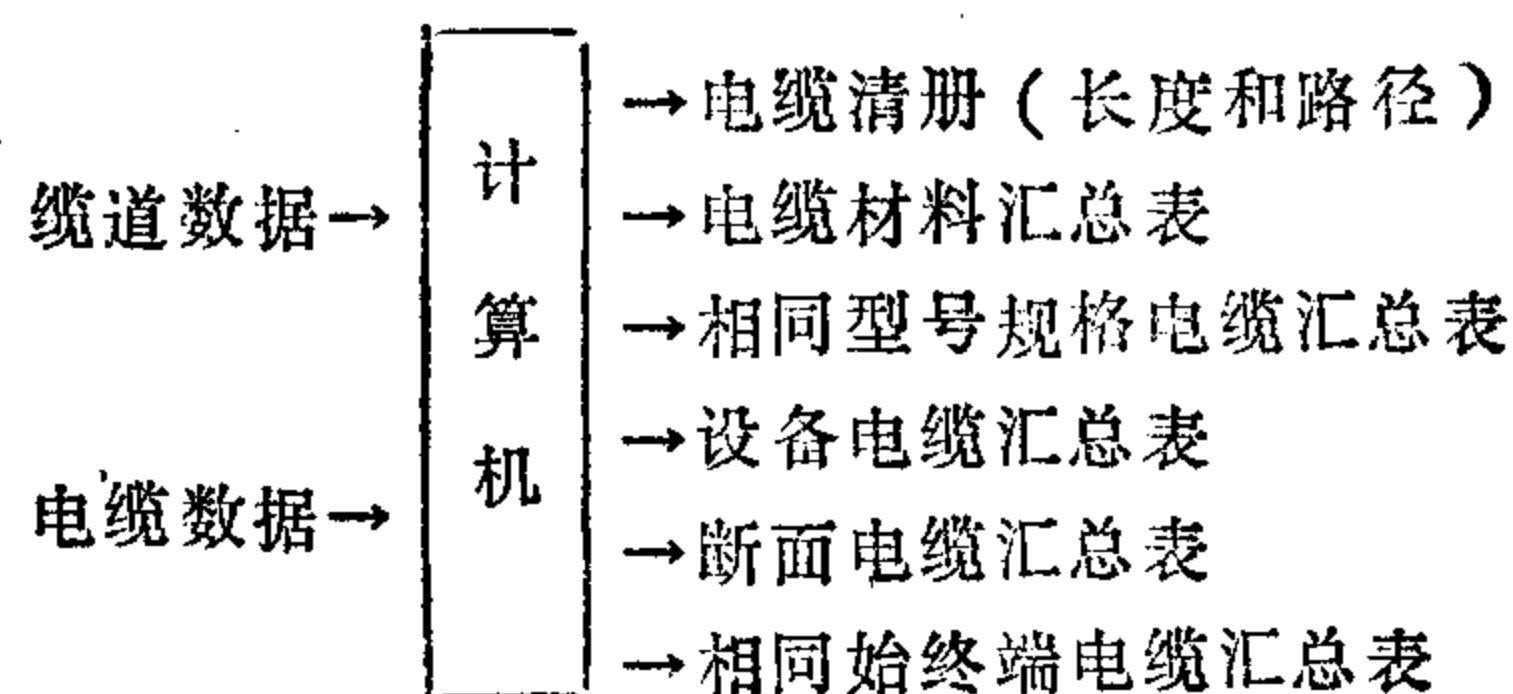 缆道数据→
电缆数据→
计算机
→电缆清册（长度和路径）
→电缆材料汇总表
→相同型号规格电缆汇总表
→设备电缆汇总表
→断面电缆汇总表
→相同始终端电缆汇总表